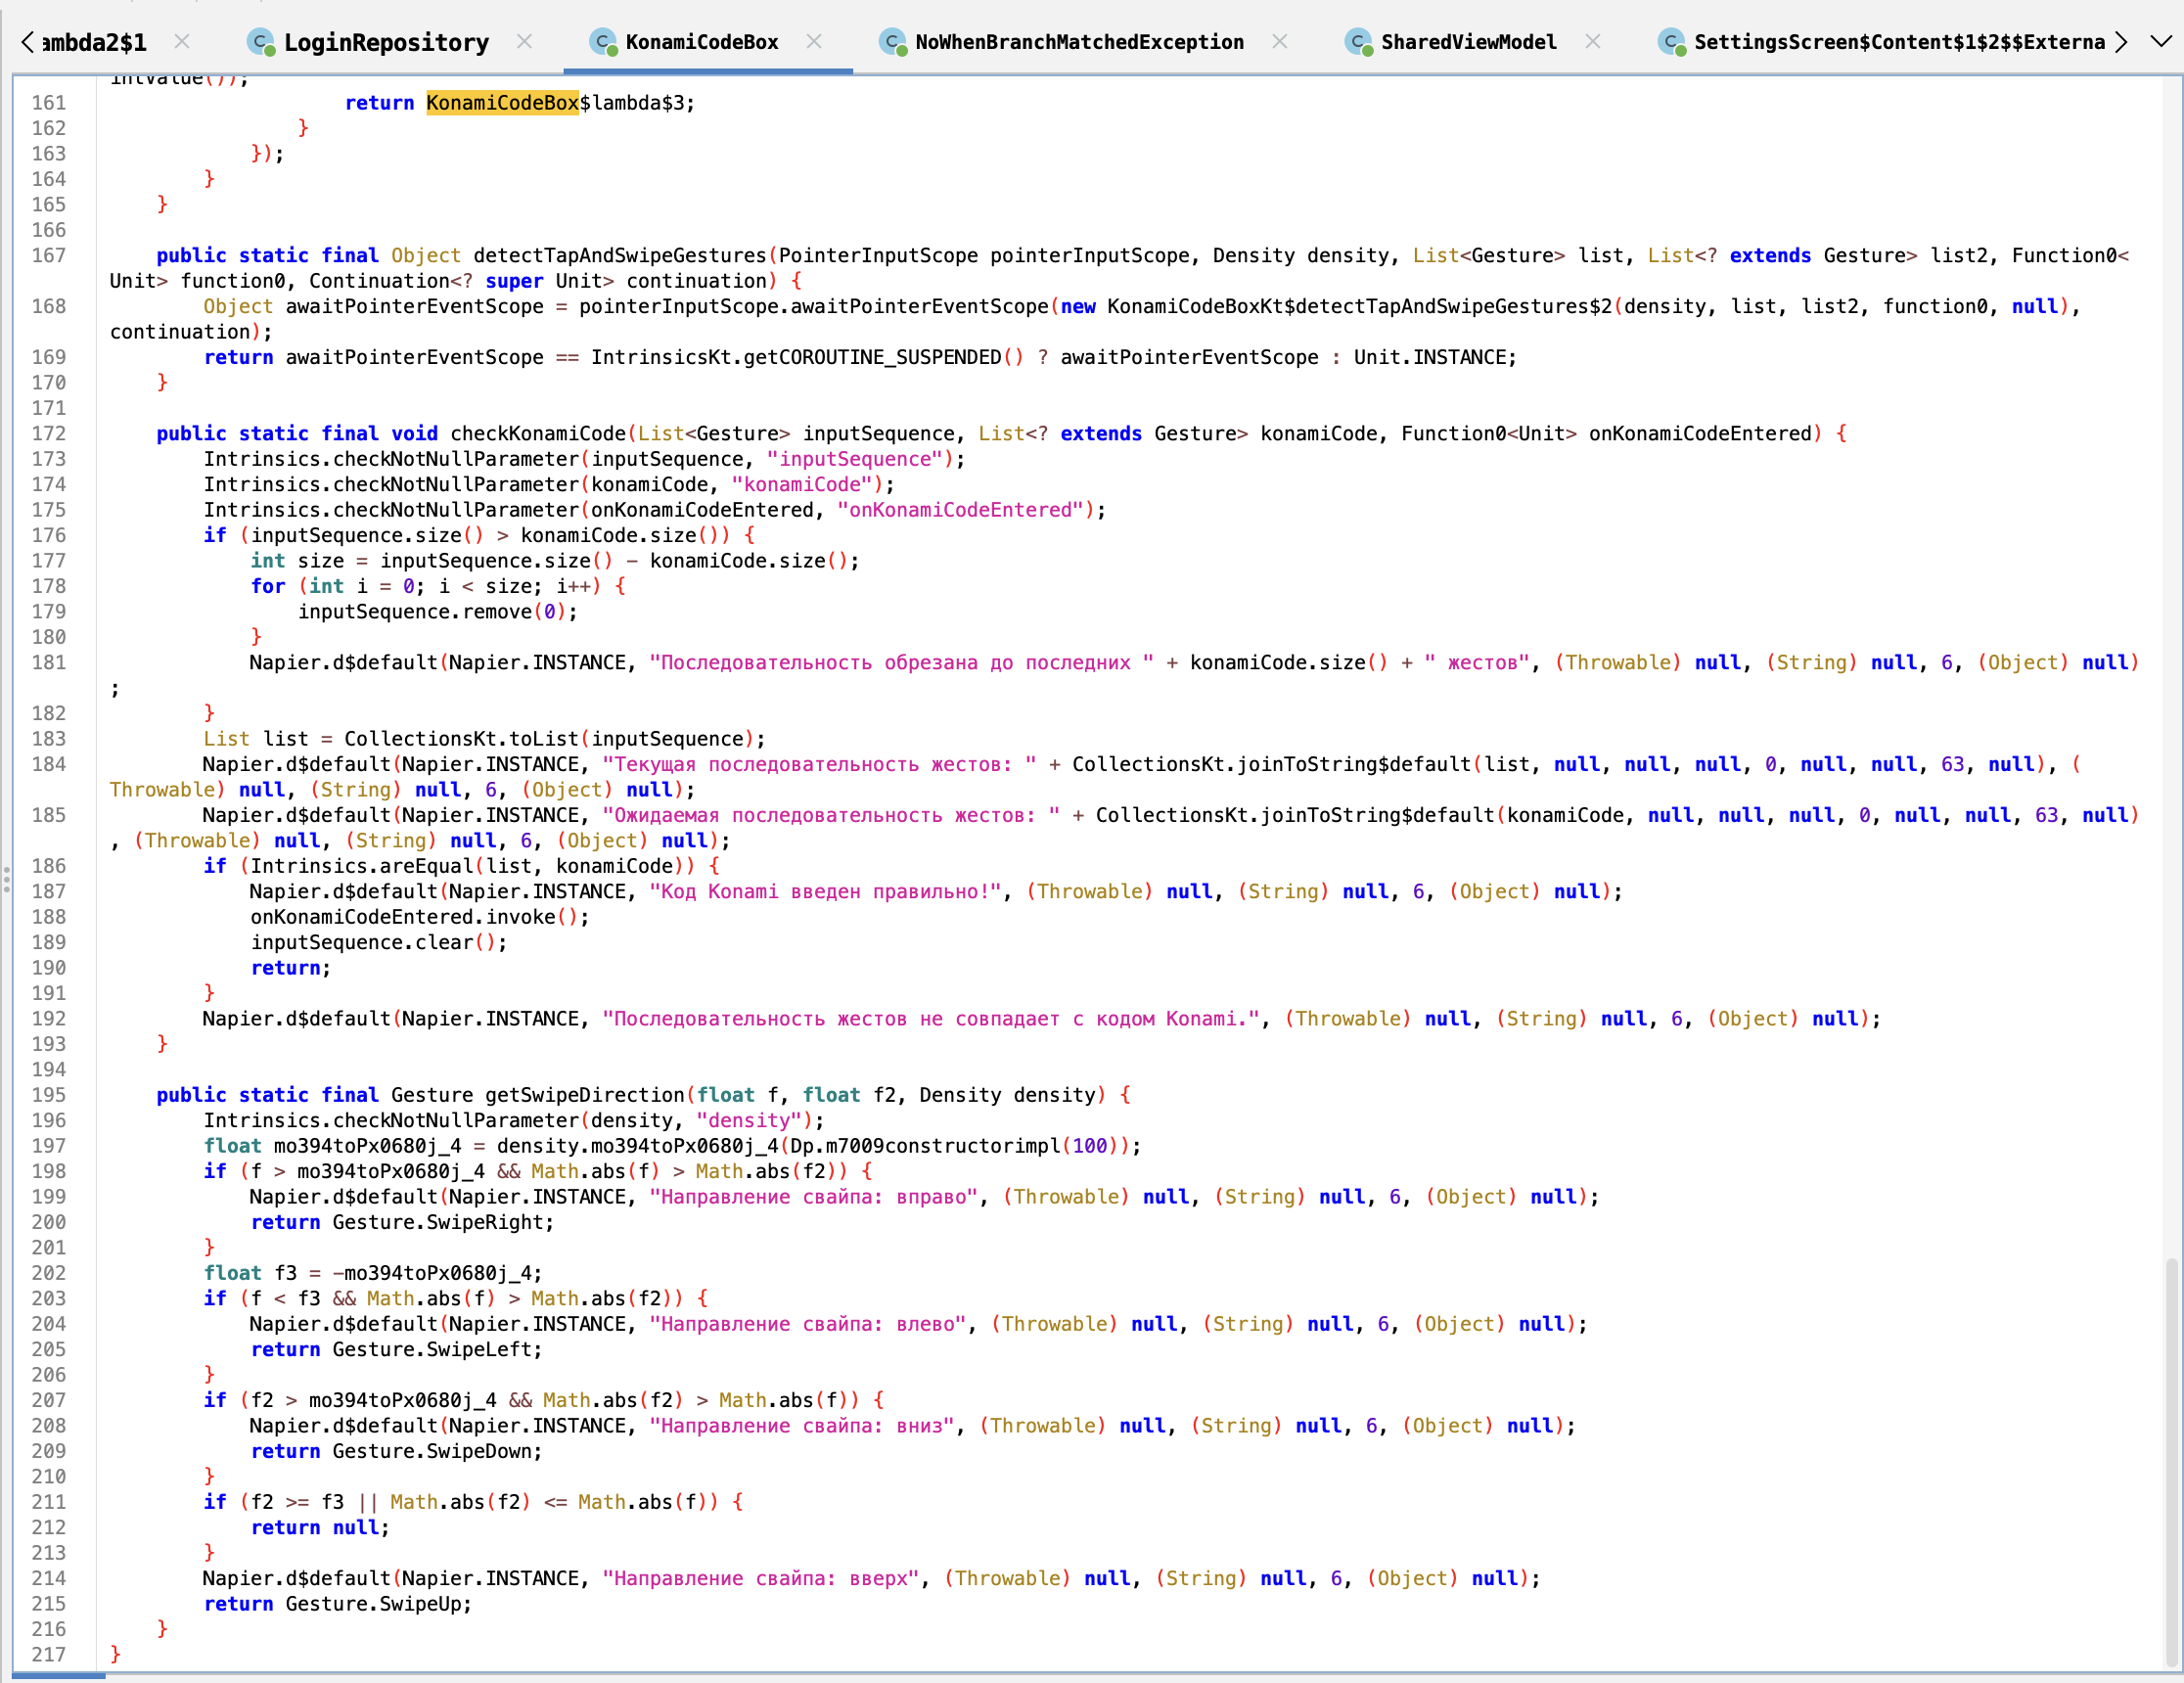 ambda2$1
LoginRepository
KonamiCodeBox
NoWhenBranchMatchedException
SharedViewModel
SettingsScreen$Content$1$2$$Externa
intValue());
161 return KonamiCodeBox$lambda$3;
162 }
163 });
164 }
165 }
166
167 public static final Object detectTapAndSwipeGestures(PointerInputScope pointerInputScope, Density density, List<Gesture> list, List<? extends Gesture> list2, Function0<
Unit> function0, Continuation<? super Unit> continuation) {
168 Object awaitPointerEventScope = pointerInputScope.awaitPointerEventScope(new KonamiCodeBoxKt$detectTapAndSwipeGestures$2(density, list, list2, function0, null),
continuation);
169 return awaitPointerEventScope == IntrinsicsKt.getCOROUTINE_SUSPENDED() ? awaitPointerEventScope : Unit.INSTANCE;
170 }
171
172 public static final void checkKonamiCode(List<Gesture> inputSequence, List<? extends Gesture> konamiCode, Function0<Unit> onKonamiCodeEntered) {
173 Intrinsics.checkNotNullParameter(inputSequence, "inputSequence");
174 Intrinsics.checkNotNullParameter(konamiCode, "konamiCode");
175 Intrinsics.checkNotNullParameter(onKonamiCodeEntered, "onKonamiCodeEntered");
176 if (inputSequence.size() > konamiCode.size()) {
177 int size = inputSequence.size() - konamiCode.size();
178 for (int i = 0; i < size; i++) {
179 inputSequence.remove(0);
180 }
181 Napier.d$default(Napier.INSTANCE, "Последовательность обрезана до последних " + konamiCode.size() + " жестов", (Throwable) null, (String) null, 6, (Object) null)
;
182 }
183 List list = CollectionsKt.toList(inputSequence);
184 Napier.d$default(Napier.INSTANCE, "Текущая последовательность жестов: " + CollectionsKt.joinToString$default(list, null, null, null, 0, null, null, 63, null), (
Throwable) null, (String) null, 6, (Object) null);
185 Napier.d$default(Napier.INSTANCE, "Ожидаемая последовательность жестов: " + CollectionsKt.joinToString$default(konamiCode, null, null, null, 0, null, null, 63, null)
, (Throwable) null, (String) null, 6, (Object) null);
186 if (Intrinsics.areEqual(list, konamiCode)) {
187 Napier.d$default(Napier.INSTANCE, "Код Konami введен правильно!", (Throwable) null, (String) null, 6, (Object) null);
188 onKonamiCodeEntered.invoke();
189 inputSequence.clear();
190 return;
191 }
192 Napier.d$default(Napier.INSTANCE, "Последовательность жестов не совпадает с кодом Konami.", (Throwable) null, (String) null, 6, (Object) null);
193 }
194
195 public static final Gesture getSwipeDirection(float f, float f2, Density density) {
196 Intrinsics.checkNotNullParameter(density, "density");
197 float mo394toPx0680j_4 = density.mo394toPx0680j_4(Dp.m7009constructorimpl(100));
198 if (f > mo394toPx0680j_4 && Math.abs(f) > Math.abs(f2)) {
199 Napier.d$default(Napier.INSTANCE, "Направление свайпа: вправо", (Throwable) null, (String) null, 6, (Object) null);
200 return Gesture.SwipeRight;
201 }
202 float f3 = -mo394toPx0680j_4;
203 if (f < f3 && Math.abs(f) > Math.abs(f2)) {
204 Napier.d$default(Napier.INSTANCE, "Направление свайпа: влево", (Throwable) null, (String) null, 6, (Object) null);
205 return Gesture.SwipeLeft;
206 }
207 if (f2 > mo394toPx0680j_4 && Math.abs(f2) > Math.abs(f)) {
208 Napier.d$default(Napier.INSTANCE, "Направление свайпа: вниз", (Throwable) null, (String) null, 6, (Object) null);
209 return Gesture.SwipeDown;
210 }
211 if (f2 >= f3 || Math.abs(f2) <= Math.abs(f)) {
212 return null;
213 }
214 Napier.d$default(Napier.INSTANCE, "Направление свайпа: вверх", (Throwable) null, (String) null, 6, (Object) null);
215 return Gesture.SwipeUp;
216 }
217 }